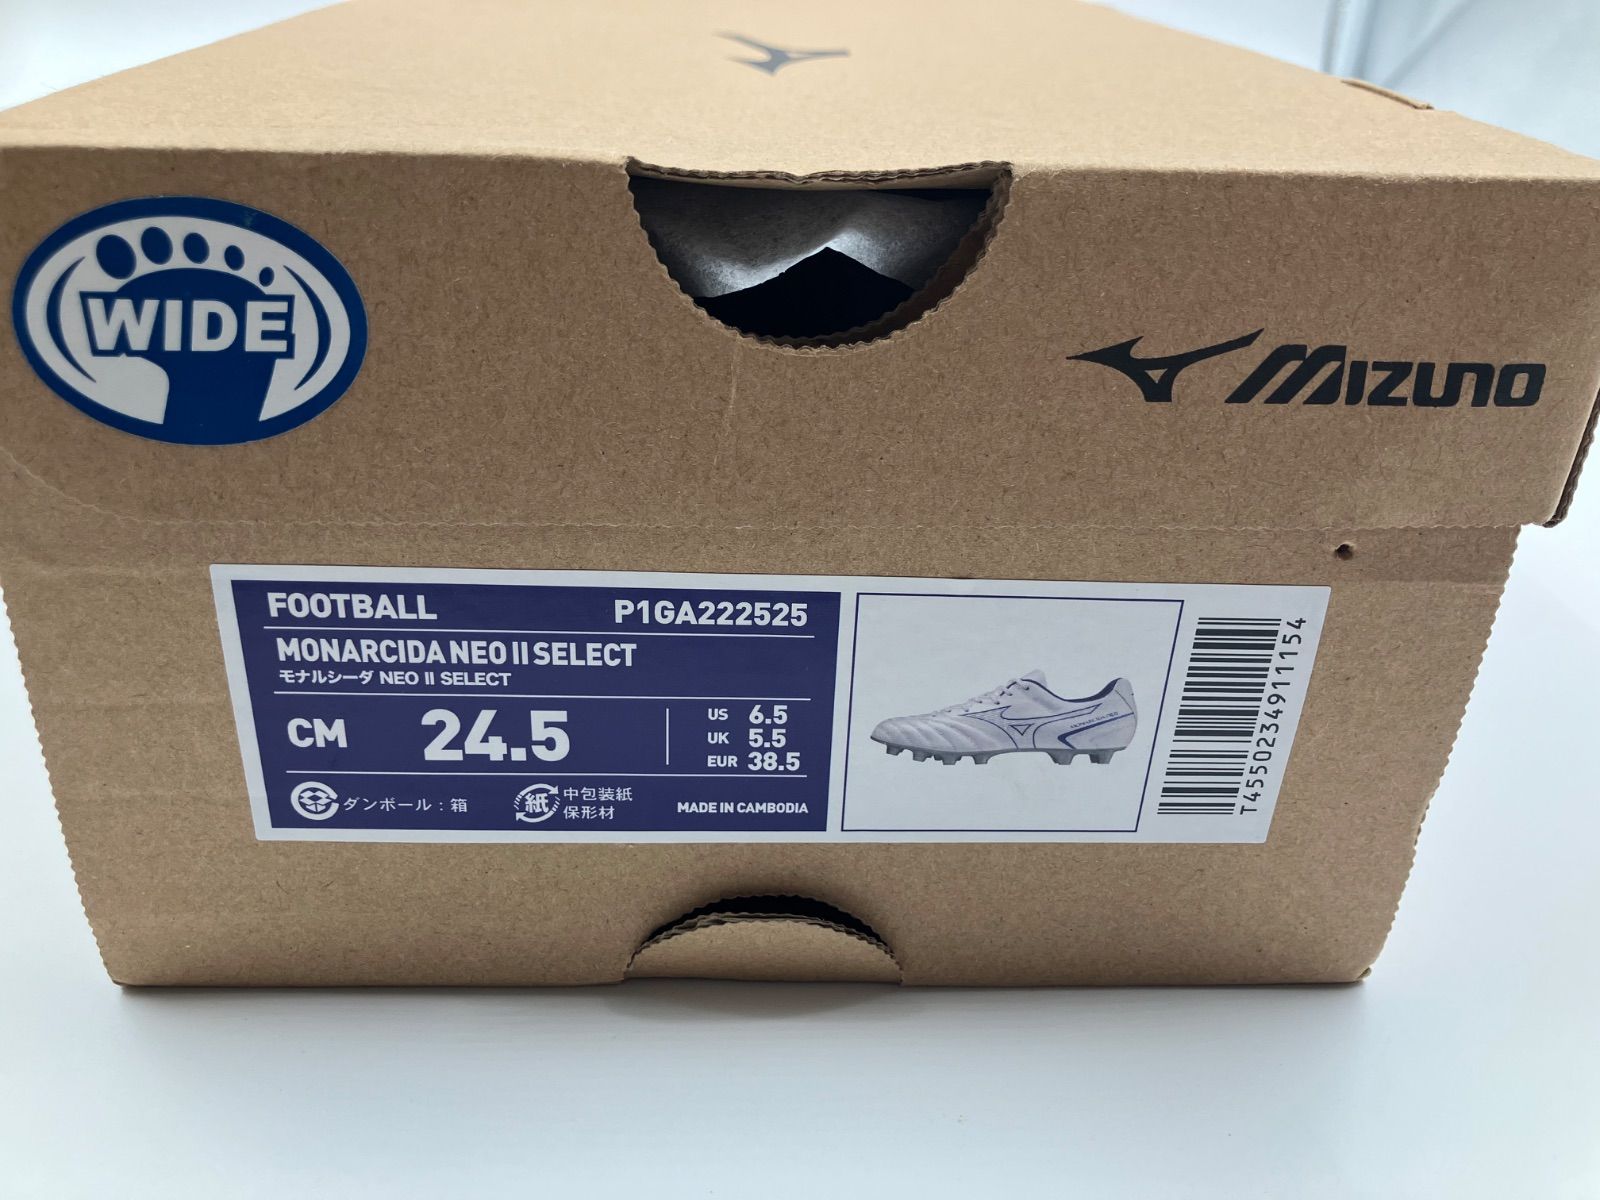 WIDE
MIZUNO
FOOTBALL P1GA222525
MONARCIDA NEO II SELECT
モナルシーダ NEO II SELECT
CM 24.5
US 6.5
UK 5.5
EUR 38.5
ダンボール：箱
紙 中包装紙
保形材
MADE IN CAMBODIA
T4550234911154